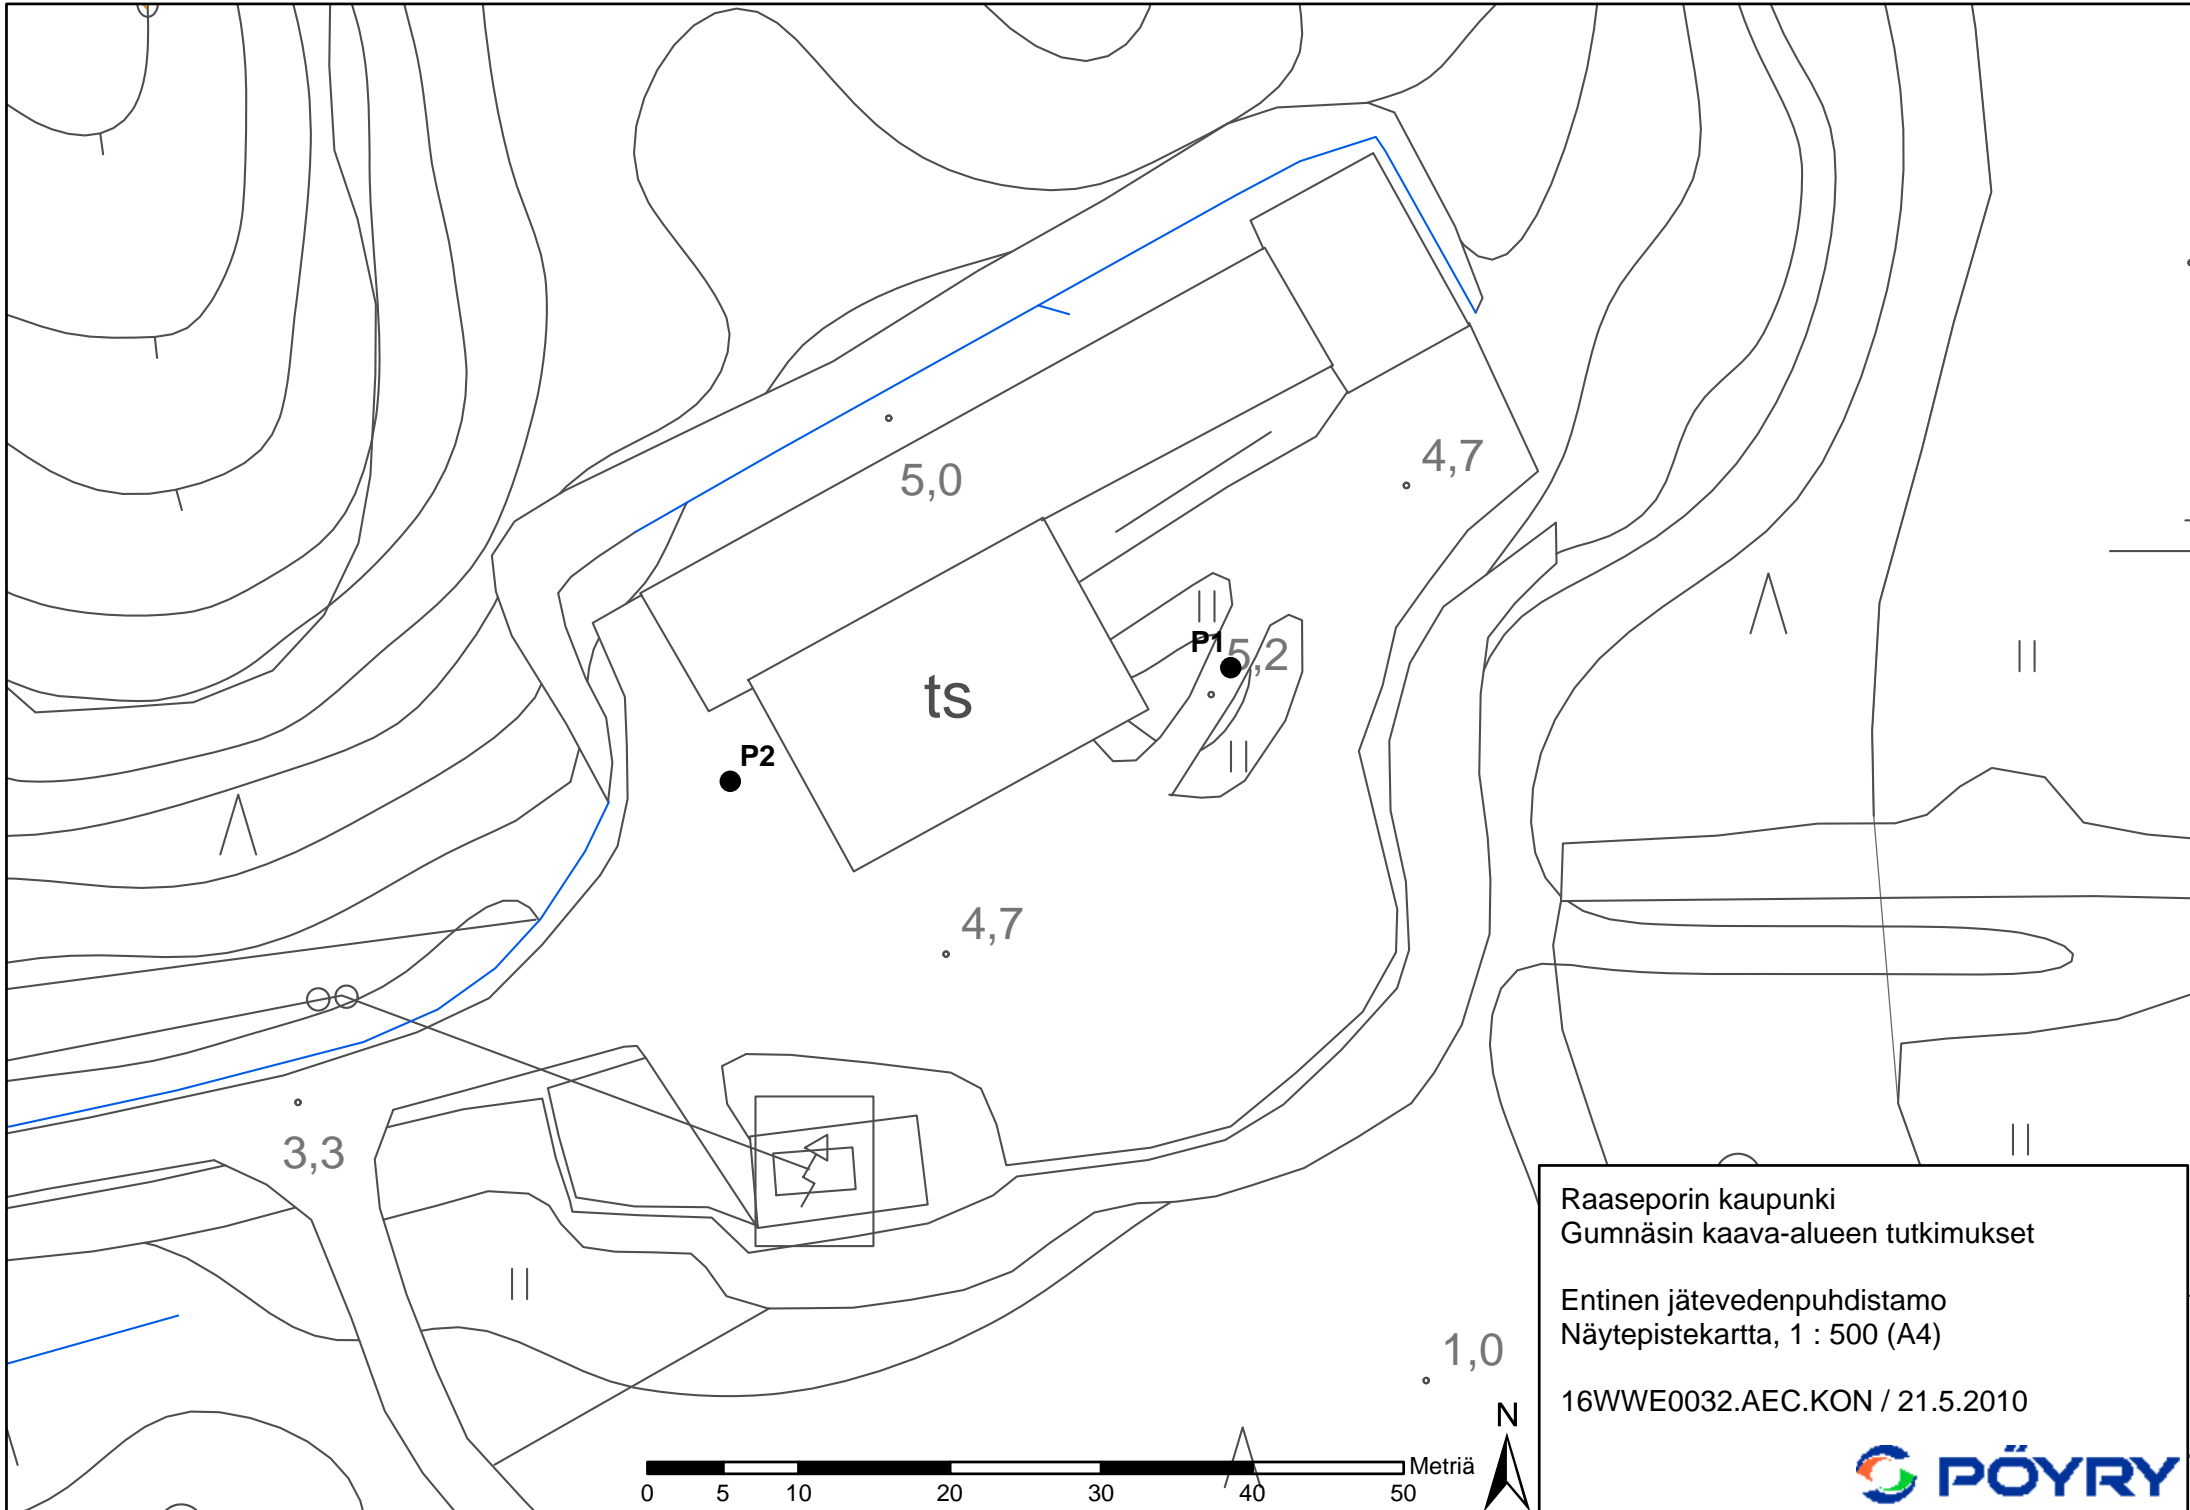 5,0
4,7
P1
5,2
ts
P2
4,7
3,3
1,0
Raaseporin kaupunki
Gumnäsin kaava-alueen tutkimukset
Entinen jätevedenpuhdistamo
Näytepistekartta, 1 : 500 (A4)
16WWE0032.AEC.KON / 21.5.2010
N
Metriä
0 5 10 20 30 40 50
PÖYRY